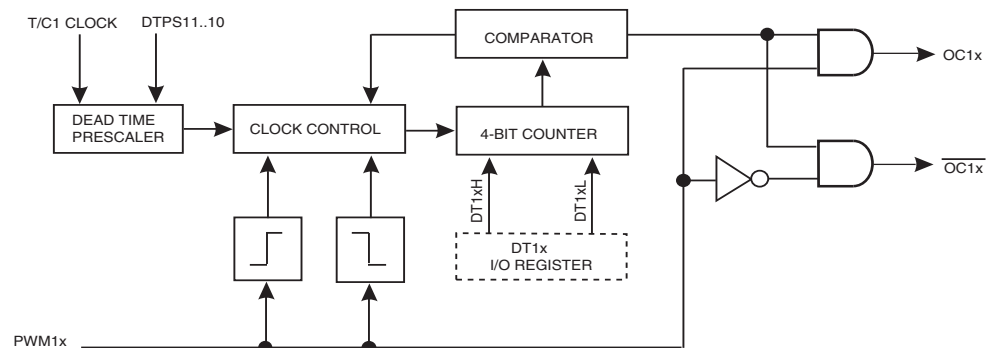 T/C1 CLOCK
DTPS11..10
COMPARATOR
OC1x
DEAD TIME
PRESCALER
CLOCK CONTROL
4-BIT COUNTER
OC1x
DT1xH
DT1xL
DT1x
I/O REGISTER
PWM1x